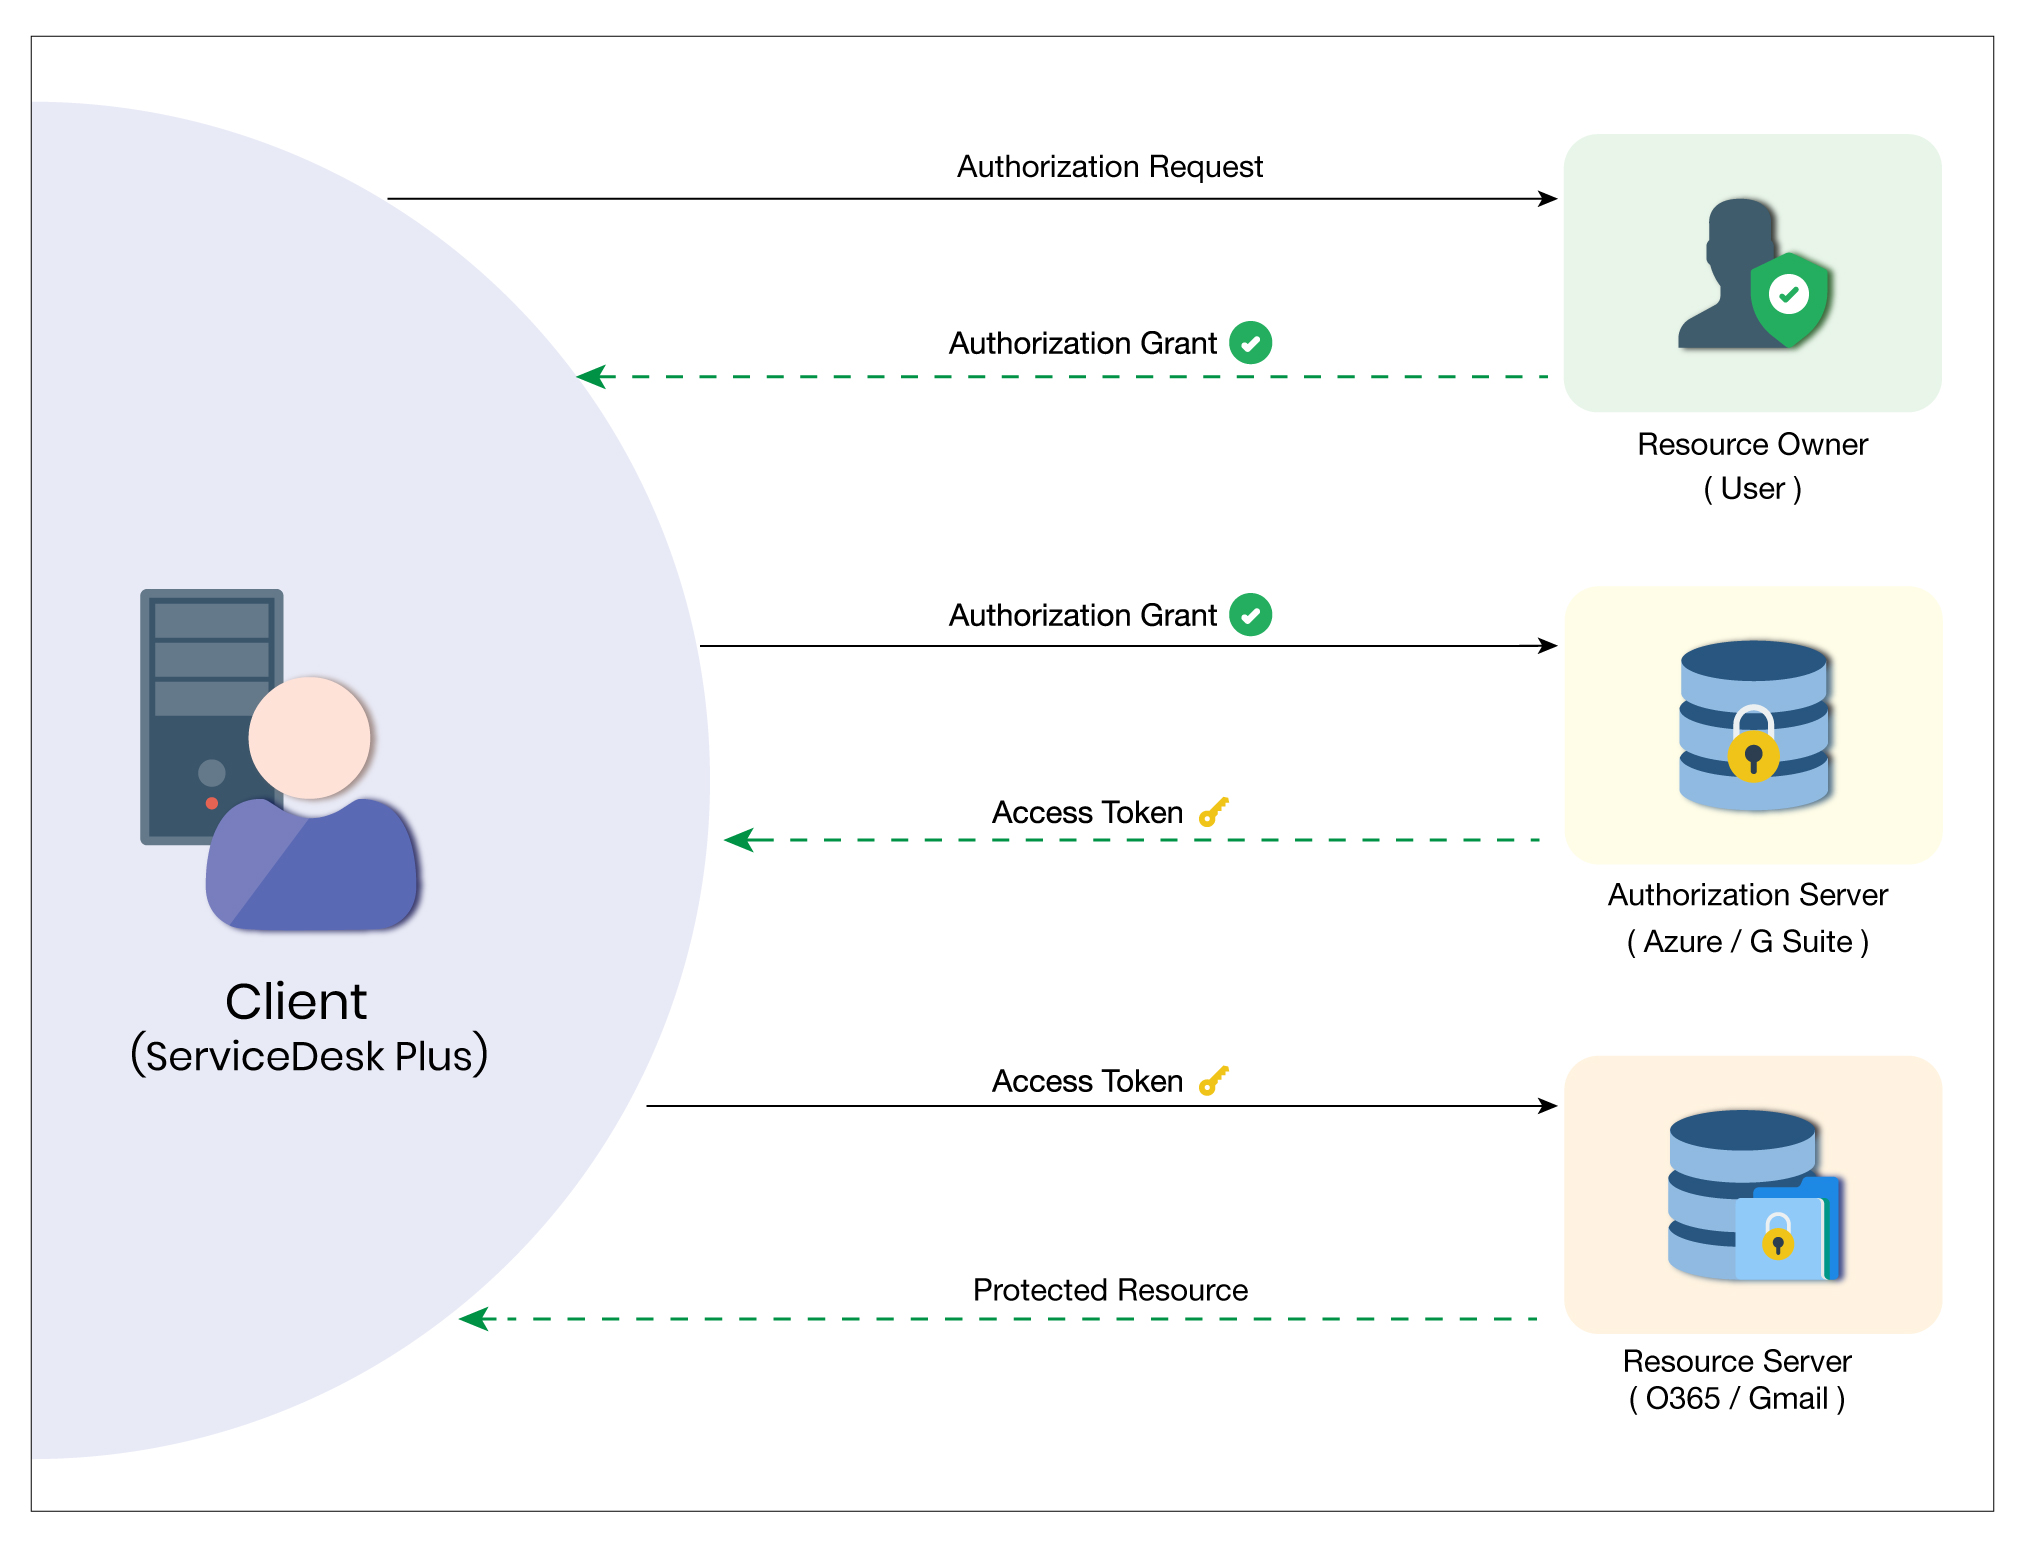 Authorization Request
Authorization Grant
Resource Owner
( User )
Authorization Grant
Access Token
Authorization Server
( Azure / G Suite )
Client
(ServiceDesk Plus)
Access Token
Protected Resource
Resource Server
( O365 / Gmail )